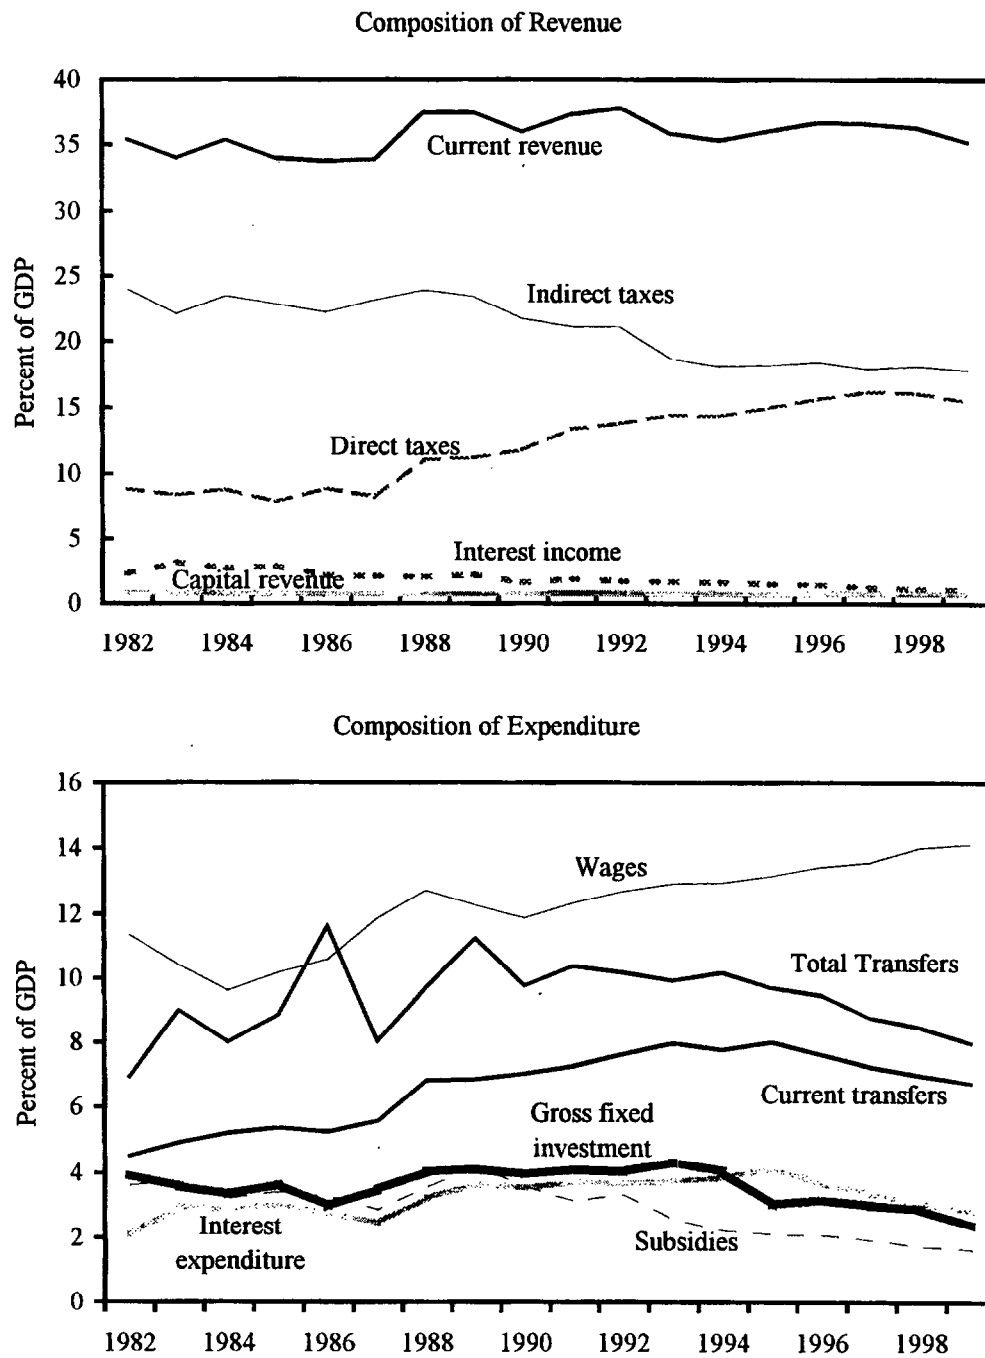 Composition of Revenue
40
35
30
25
20
15
10
5
0
Percent of GDP
Current revenue
Indirect taxes
Direct taxes
Interest income
Capital revenue
1982 1984 1986 1988 1990 1992 1994 1996 1998
Composition of Expenditure
16
14
12
10
8
6
4
2
0
Percent of GDP
Wages
Total Transfers
Current transfers
Gross fixed
investment
Interest
expenditure
Subsidies
1982 1984 1986 1988 1990 1992 1994 1996 1998